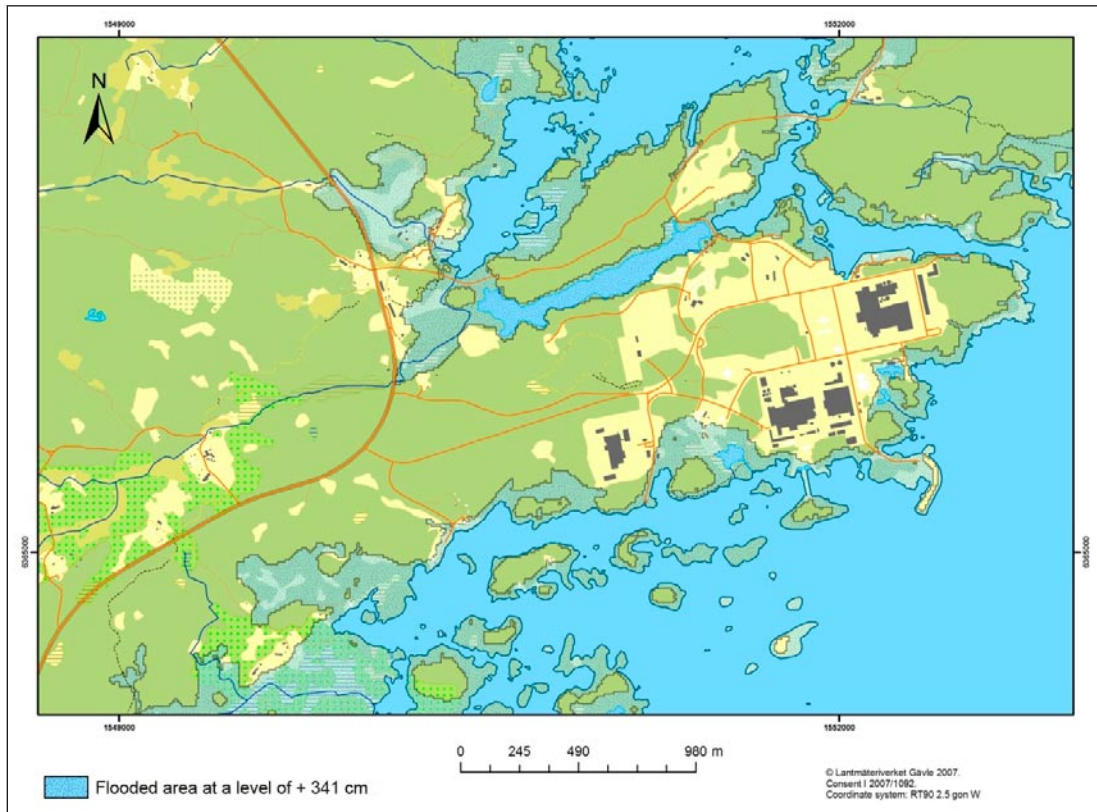 1549000
1552000
N
6365000
6365000
1549000
1552000
0 245 490 980 m
Flooded area at a level of + 341 cm
© Lantmäteriverket Gävle 2007.
Consent I 2007/1092.
Coordinate system: RT90 2.5 gon W